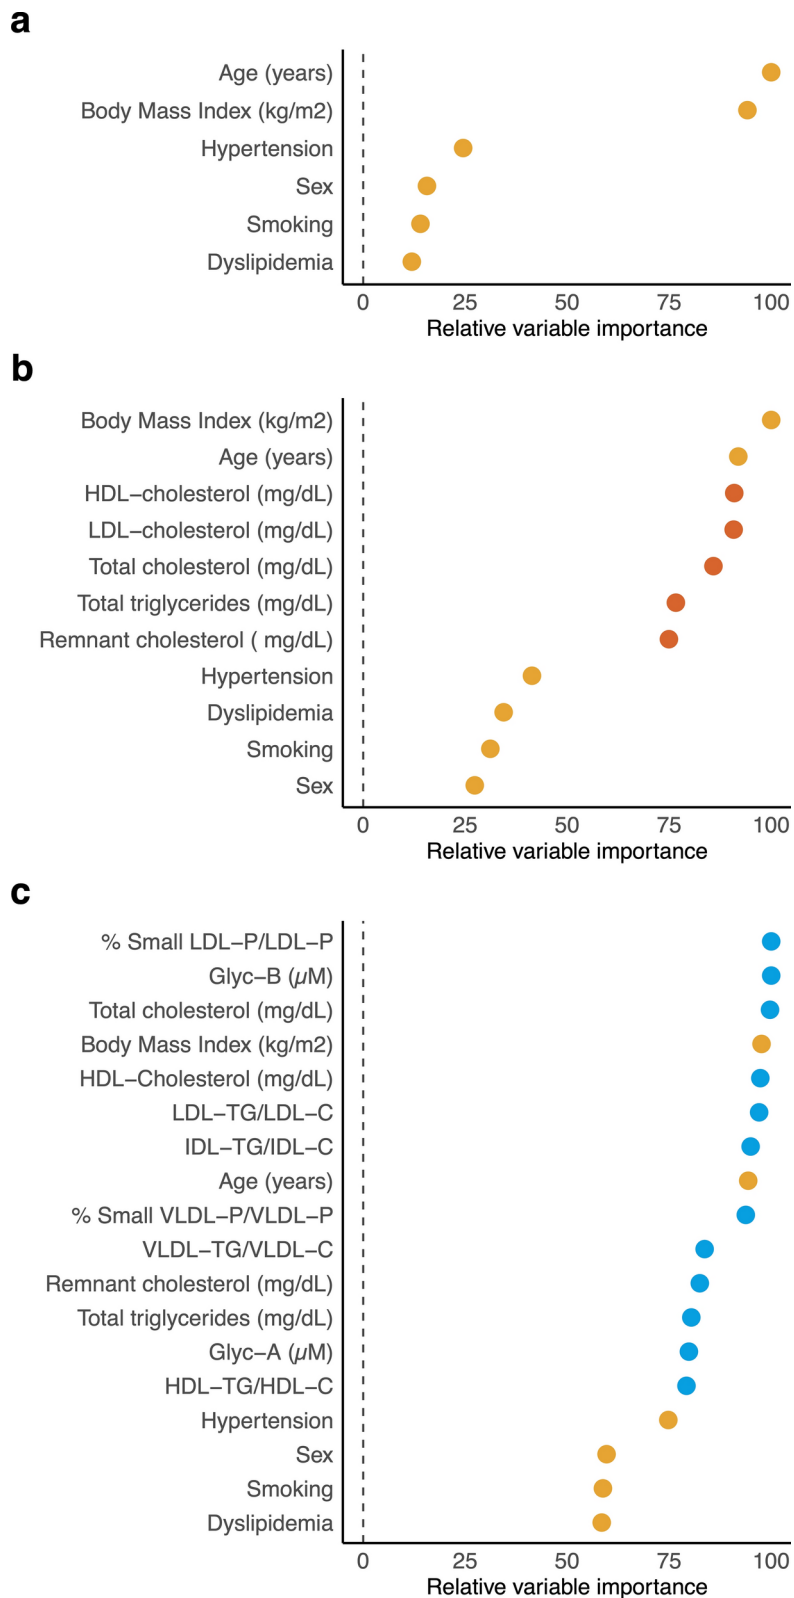 a
Age (years)
Body Mass Index (kg/m2)
Hypertension
Sex
Smoking
Dyslipidemia
0 25 50 75 100
Relative variable importance
b
Body Mass Index (kg/m2)
Age (years)
HDL−cholesterol (mg/dL)
LDL−cholesterol (mg/dL)
Total cholesterol (mg/dL)
Total triglycerides (mg/dL)
Remnant cholesterol ( mg/dL)
Hypertension
Dyslipidemia
Smoking
Sex
0 25 50 75 100
Relative variable importance
c
% Small LDL−P/LDL−P
Glyc−B (µM)
Total cholesterol (mg/dL)
Body Mass Index (kg/m2)
HDL−Cholesterol (mg/dL)
LDL−TG/LDL−C
IDL−TG/IDL−C
Age (years)
% Small VLDL−P/VLDL−P
VLDL−TG/VLDL−C
Remnant cholesterol (mg/dL)
Total triglycerides (mg/dL)
Glyc−A (µM)
HDL−TG/HDL−C
Hypertension
Sex
Smoking
Dyslipidemia
0 25 50 75 100
Relative variable importance